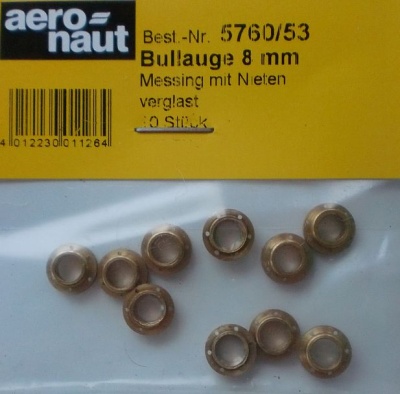 aero-
naut
Best.-Nr. 5760/53
Bullauge 8 mm
Messing mit Nieten
verglast
10 Stück
4 012230 011264